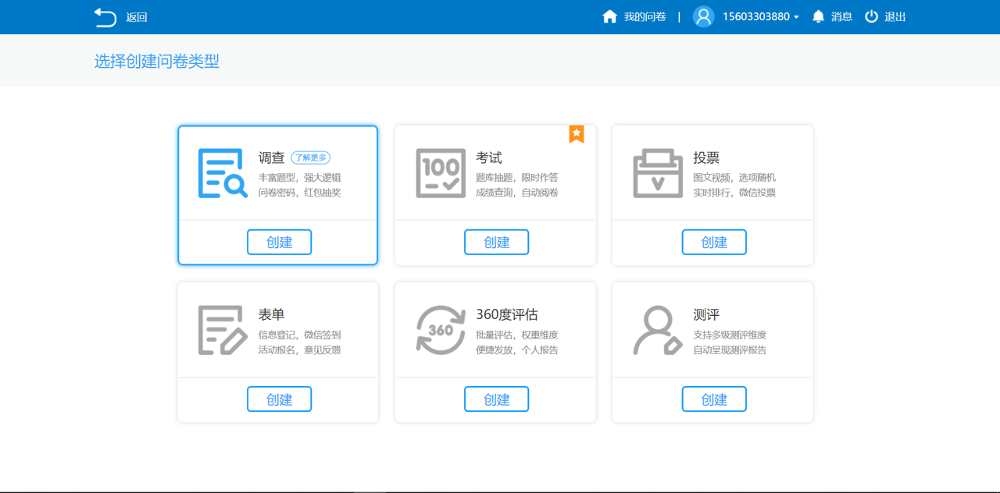 返回
我的问卷 | 15603303880 消息 退出
选择创建问卷类型
调查 了解更多
丰富题型，强大逻辑
问卷密码，红包抽奖
创建
100
考试
题库抽题，限时作答
成绩查询，自动阅卷
创建
投票
图文视频，选项随机
实时排行，微信投票
创建
表单
信息登记，微信签到
活动报名，意见反馈
创建
360
360度评估
批量评估，权重维度
便捷发放，个人报告
创建
测评
支持多级测评维度
自动呈现测评报告
创建